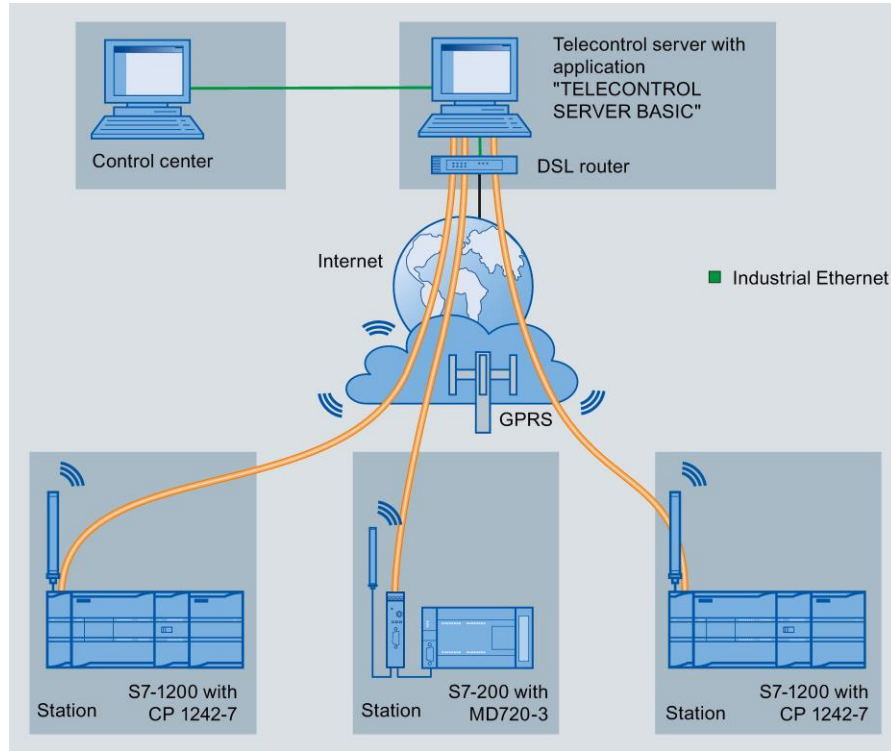 Control center
Telecontrol server with
application
"TELECONTROL
SERVER BASIC"
DSL router
Internet
Industrial Ethernet
GPRS
Station
S7-1200 with
CP 1242-7
Station
S7-200 with
MD720-3
Station
S7-1200 with
CP 1242-7